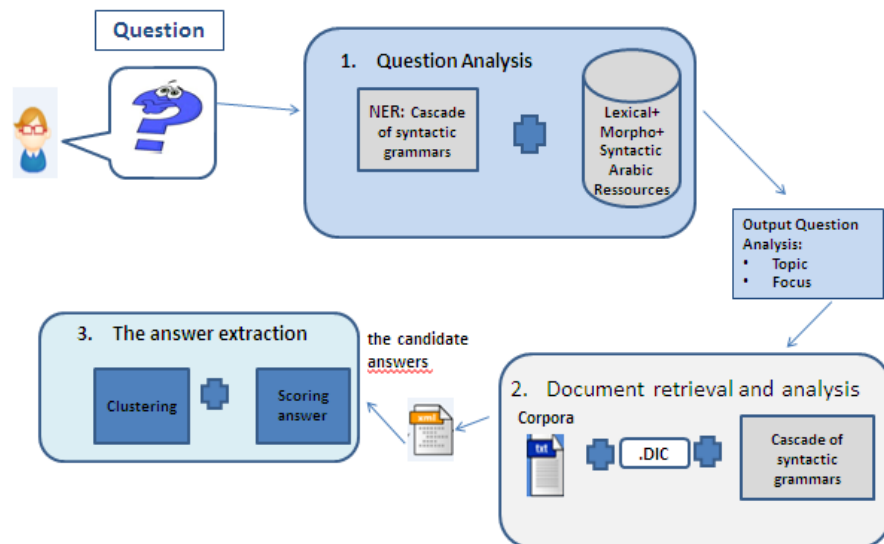 Question
1. Question Analysis
NER: Cascade
of syntactic
grammars
Lexical+
Morpho+
Syntactic
Arabic
Ressources
Output Question
Analysis:
• Topic
• Focus
2. Document retrieval and analysis
Corpora
txt
.DIC
Cascade of
syntactic
grammars
the candidate
answers
xml
3. The answer extraction
Clustering
Scoring
answer